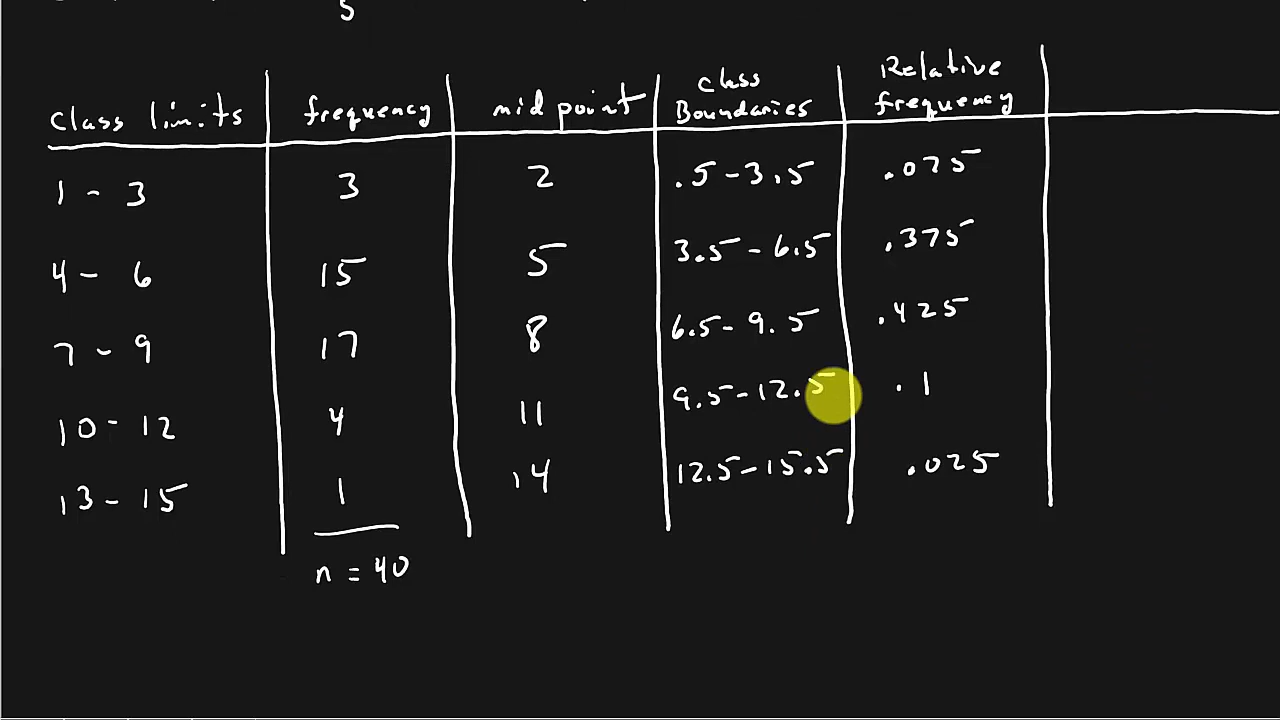 5
class limits frequency midpoint class Boundaries Relative frequency
1 - 3 3 2 .5-3.5 .075
4 - 6 15 5 3.5-6.5 .375
7 - 9 17 8 6.5-9.5 .425
10 - 12 4 11 9.5-12.5 .1
13 - 15 1 14 12.5-15.5 .025
n = 40